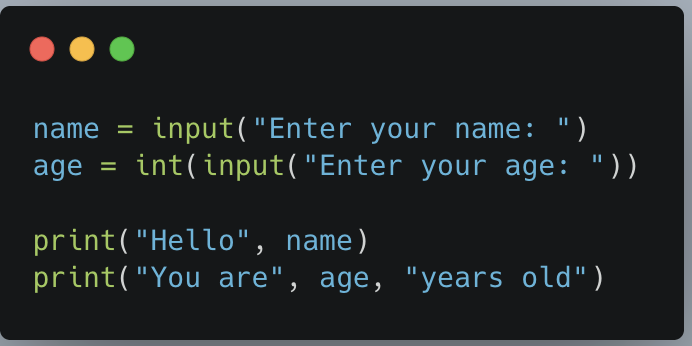 name = input("Enter your name: ")
age = int(input("Enter your age: "))
print("Hello", name)
print("You are", age, "years old")